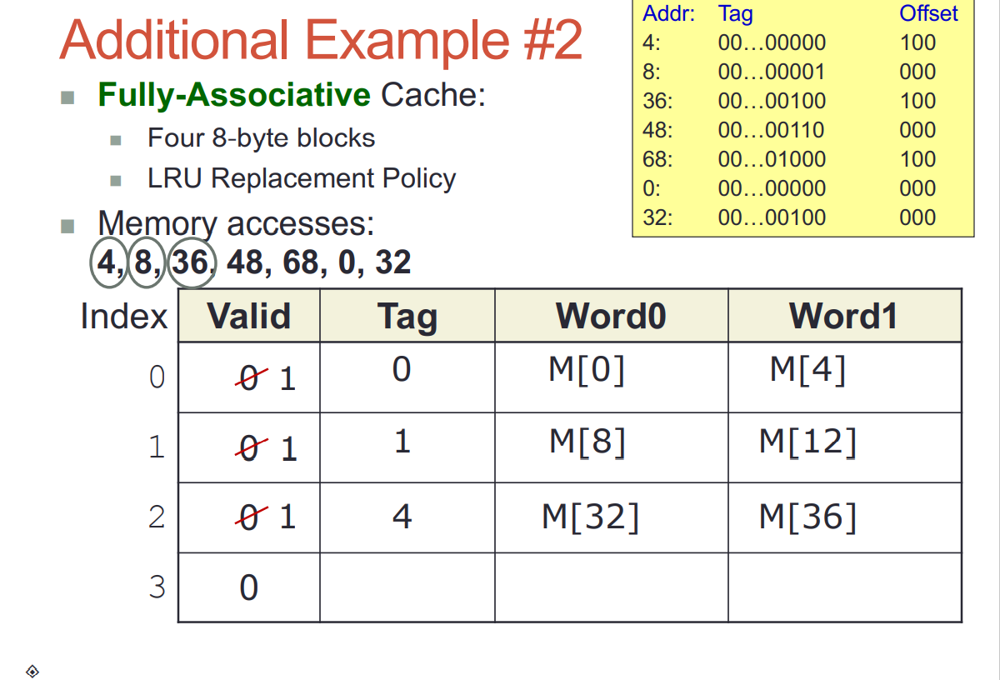 Additional Example #2
Fully-Associative Cache:
Four 8-byte blocks
LRU Replacement Policy
Memory accesses:
4, 8, 36, 48, 68, 0, 32
Addr: Tag Offset
4: 00…00000 100
8: 00…00001 000
36: 00…00100 100
48: 00…00110 000
68: 00…01000 100
0: 00…00000 000
32: 00…00100 000
Index Valid Tag Word0 Word1
0 0 1 0 M[0] M[4]
1 0 1 1 M[8] M[12]
2 0 1 4 M[32] M[36]
3 0